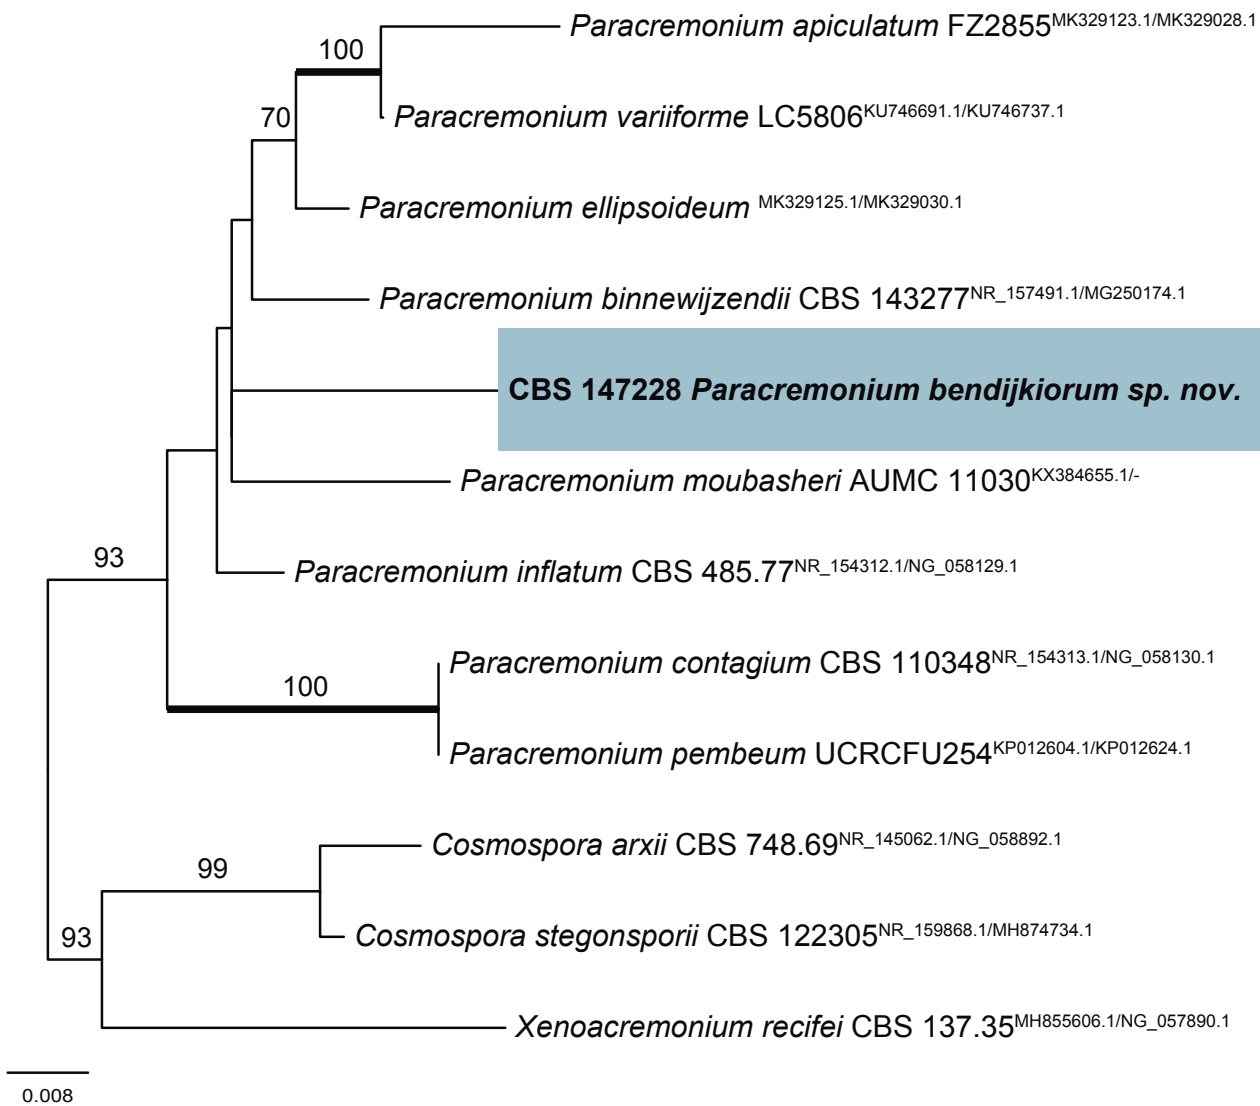 Paracremonium apiculatum FZ2855MK329123.1/MK329028.1
100
70
Paracremonium variiforme LC5806KU746691.1/KU746737.1
Paracremonium ellipsoideum MK329125.1/MK329030.1
Paracremonium binnewijzendii CBS 143277NR_157491.1/MG250174.1
CBS 147228 Paracremonium bendijkiorum sp. nov.
Paracremonium moubasheri AUMC 11030KX384655.1/-
93
Paracremonium inflatum CBS 485.77NR_154312.1/NG_058129.1
Paracremonium contagium CBS 110348NR_154313.1/NG_058130.1
100
Paracremonium pembeum UCRCFU254KP012604.1/KP012624.1
Cosmospora arxii CBS 748.69NR_145062.1/NG_058892.1
99
93
Cosmospora stegonsporii CBS 122305NR_159868.1/MH874734.1
Xenoacremonium recifei CBS 137.35MH855606.1/NG_057890.1
0.008